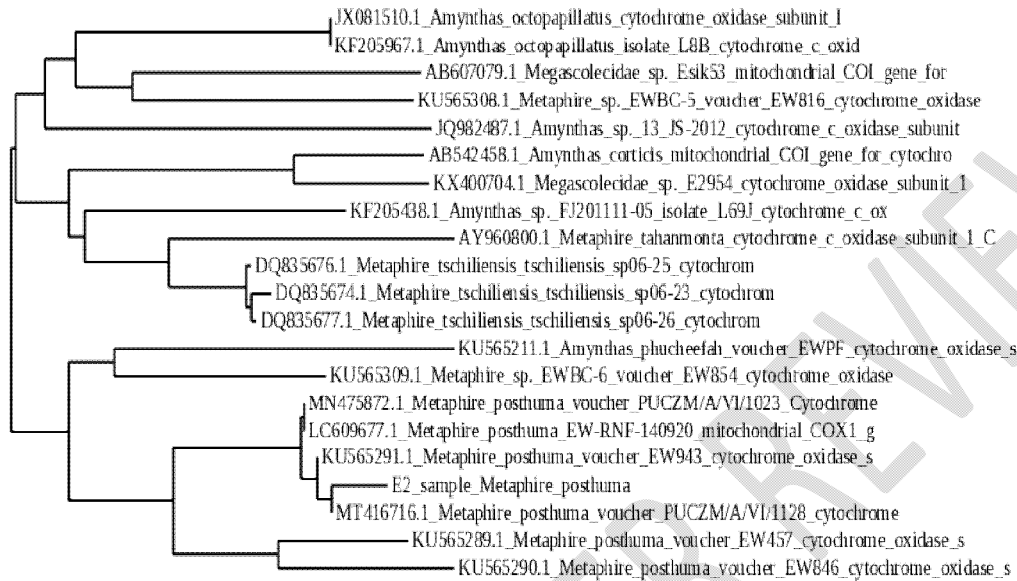 JX081510.1_Amynthas_octopapillatus_cytochrome_oxidase_subunit_I
KF205967.1_Amynthas_octopapillatus_isolate_L8B_cytochrome_c_oxid
AB607079.1_Megascolecidae_sp._Esik53_mitochondrial_COI_gene_for
KU565308.1_Metaphire_sp._EWBC-5_voucher_EW816_cytochrome_oxidase
JQ982487.1_Amynthas_sp._13_JS-2012_cytochrome_c_oxidase_subunit
AB542458.1_Amynthas_corticis_mitochondrial_COI_gene_for_cytochro
KX400704.1_Megascolecidae_sp._E2954_cytochrome_oxidase_subunit_1
KF205438.1_Amynthas_sp._FJ201111-05_isolate_L69J_cytochrome_c_ox
AY960800.1_Metaphire_tahanmonta_cytochrome_c_oxidase_subunit_1_C
DQ835676.1_Metaphire_tschiliensis_tschiliensis_sp06-25_cytochrom
DQ835674.1_Metaphire_tschiliensis_tschiliensis_sp06-23_cytochrom
DQ835677.1_Metaphire_tschiliensis_tschiliensis_sp06-26_cytochrom
KU565211.1_Amynthas_phucheefah_voucher_EWPF_cytochrome_oxidase_s
KU565309.1_Metaphire_sp._EWBC-6_voucher_EW854_cytochrome_oxidase
MN475872.1_Metaphire_posthuma_voucher_PUCZM/A/VI/1023_Cytochrome
LC609677.1_Metaphire_posthuma_EW-RNF-140920_mitochondrial_COX1_g
KU565291.1_Metaphire_posthuma_voucher_EW943_cytochrome_oxidase_s
E2_sample_Metaphire_posthuma
MT416716.1_Metaphire_posthuma_voucher_PUCZM/A/VI/1128_cytochrome
KU565289.1_Metaphire_posthuma_voucher_EW457_cytochrome_oxidase_s
KU565290.1_Metaphire_posthuma_voucher_EW846_cytochrome_oxidase_s